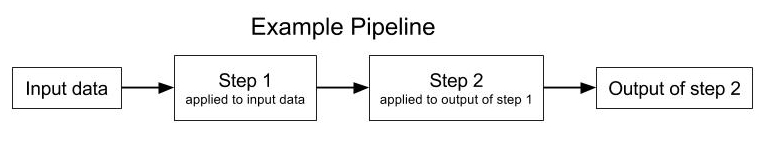 Example Pipeline
Input data
Step 1
applied to input data
Step 2
applied to output of step 1
Output of step 2